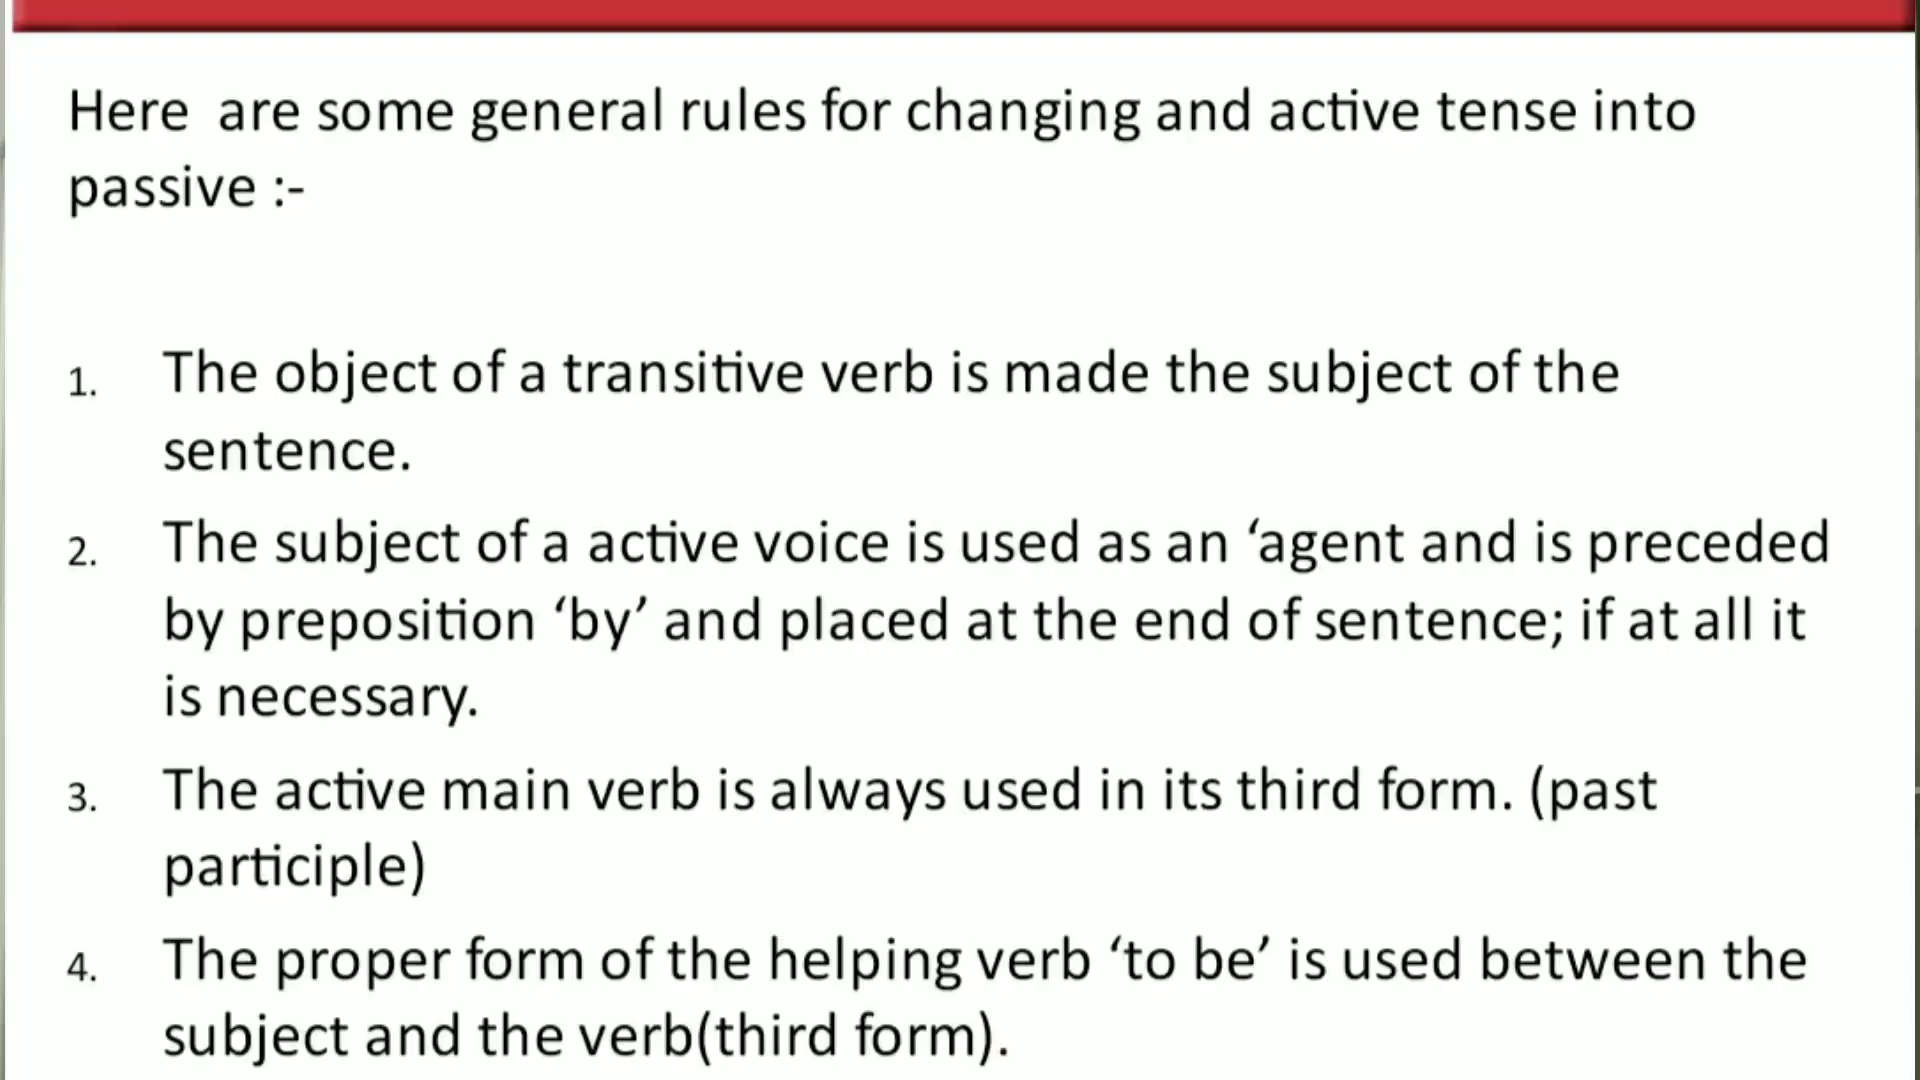 Here  are some general rules for changing and active tense into
passive :-
1. The object of a transitive verb is made the subject of the
sentence.
2. The subject of a active voice is used as an ‘agent and is preceded
by preposition ‘by’ and placed at the end of sentence; if at all it
is necessary.
3. The active main verb is always used in its third form. (past
participle)
4. The proper form of the helping verb ‘to be’ is used between the
subject and the verb(third form).